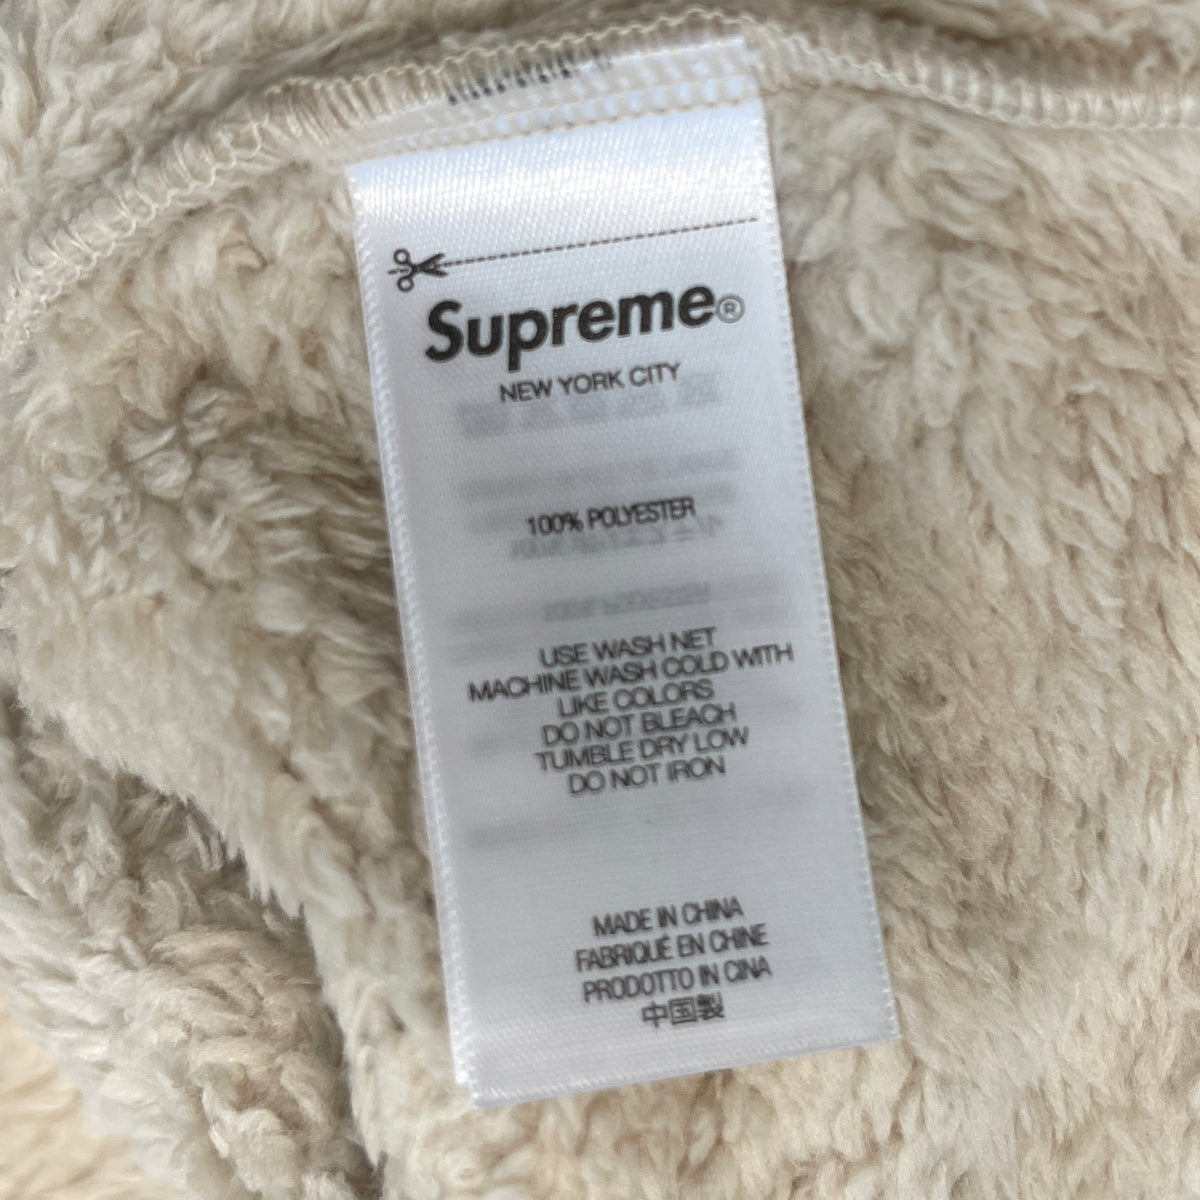 Supreme®
NEW YORK CITY
100% POLYESTER
USE WASH NET
MACHINE WASH COLD WITH
LIKE COLORS
DO NOT BLEACH
TUMBLE DRY LOW
DO NOT IRON
MADE IN CHINA
FABRIQUÉ EN CHINE
PRODOTTO IN CINA
中国製